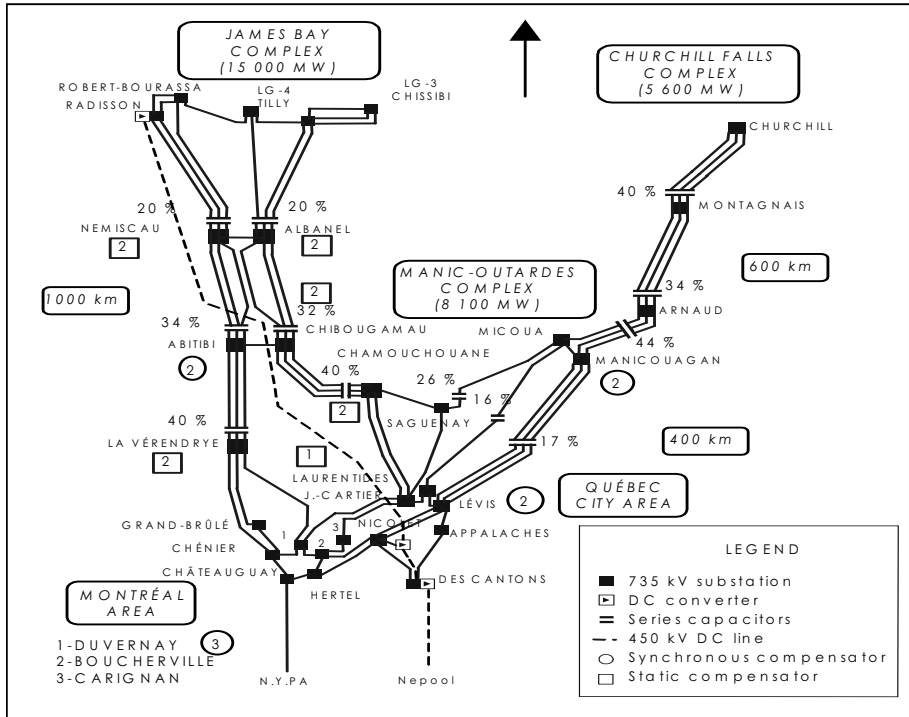 JAMES BAY
COMPLEX
(15 000 MW)
CHURCHILL FALLS
COMPLEX
(5 600 MW)
ROBERT-BOURASSA
RADISSON
LG-4
TILLY
LG-3
CHISSIBI
CHURCHILL
40 %
MONTAGNAIS
20 %
20 %
NEMISCAU
2
ALBANEL
2
MANIC-OUTARDES
COMPLEX
(8 100 MW)
600 km
1000 km
2
34 %
ARNAUD
32%
34 %
CHIBOUGAMAU
MICOUA
44%
ABITIBI
CHAMOUCHOUANE
MANICOUAGAN
2
40 %
26 %
2
2
16 %
40 %
SAGUENAY
17 %
400 km
LA VÉRENDRYE
2
1
LAURENTIDES
J.-CARTIER
LÉVIS
2
QUÉBEC
CITY AREA
GRAND-BRÛLÉ
1
2
3
NICOLET
APPALACHES
CHÉNIER
CHÂTEAUGUAY
HERTEL
DES CANTONS
MONTRÉAL
AREA
1-DUVERNAY
3
2-BOUCHERVILLE
3-CARIGNAN
N.Y.PA
Nepool
LEGEND
735 kV substation
DC converter
Series capacitors
450 kV DC line
Synchronous compensator
Static compensator